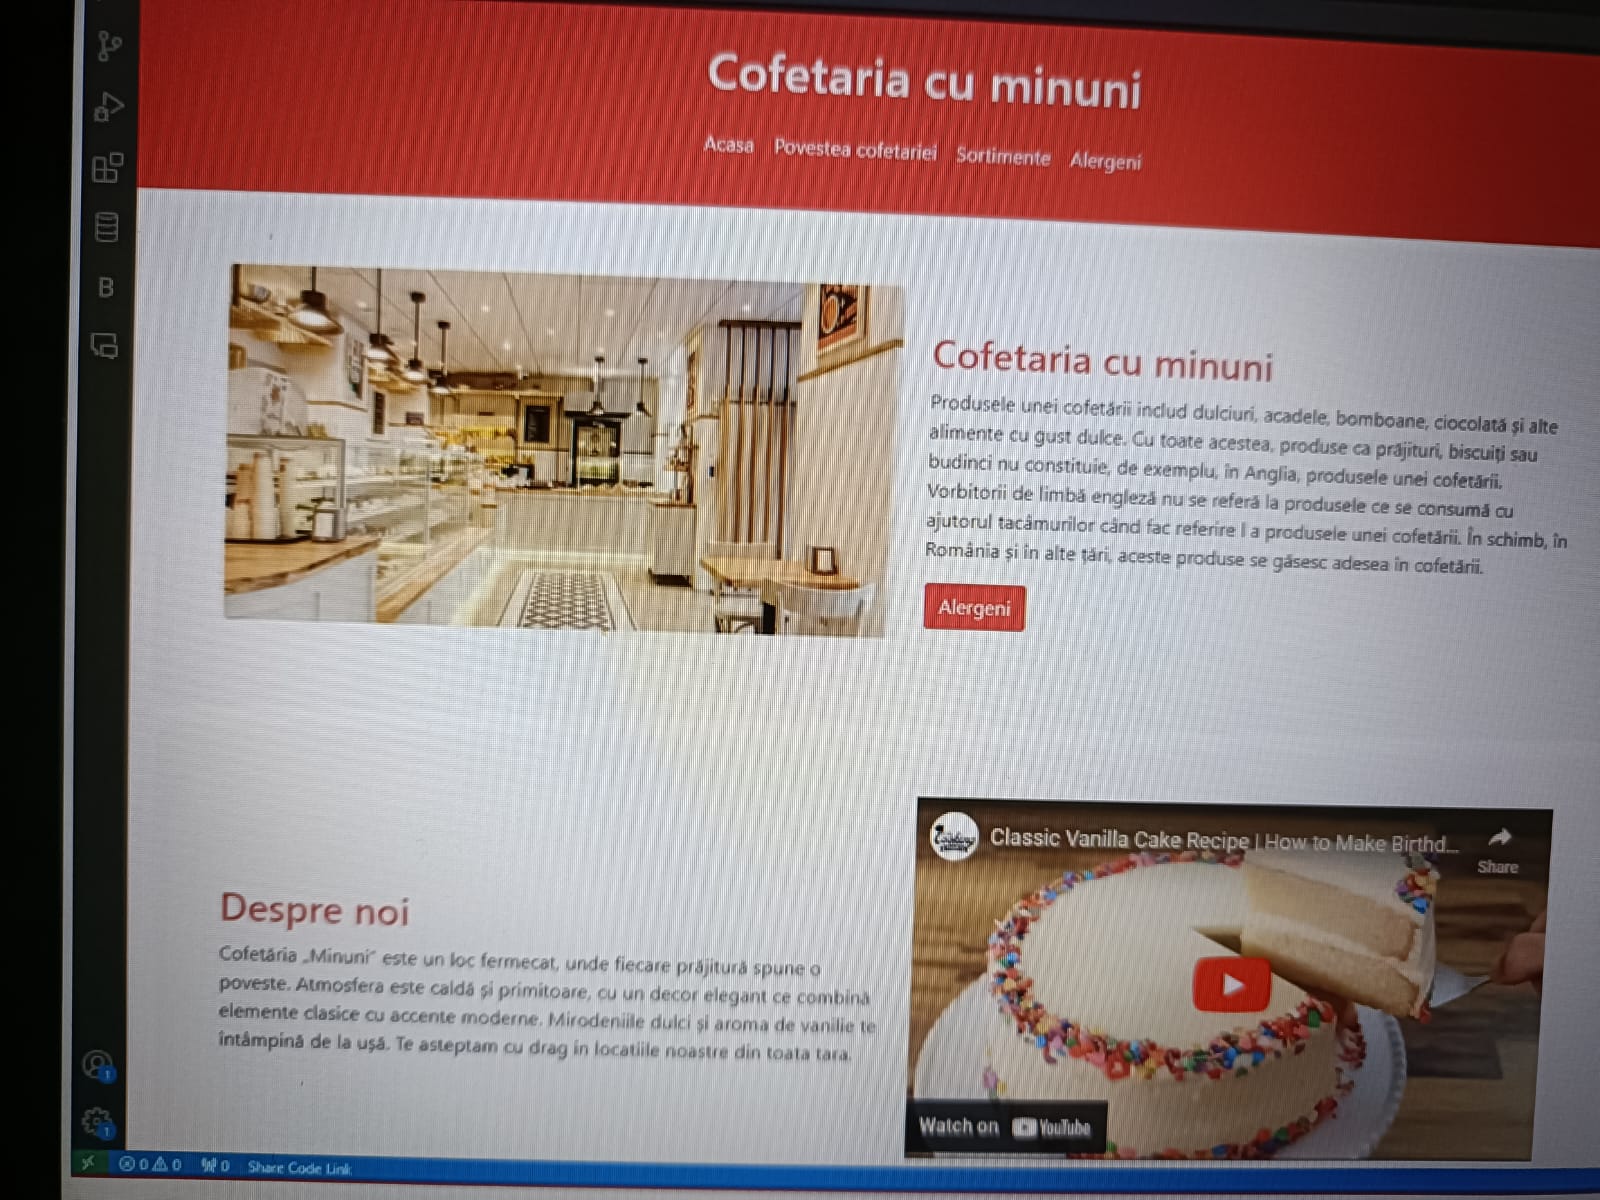 Cofetaria cu minuni
Acasa Povestea cofetariei Sortimente Alergeni
B
Cofetaria cu minuni
Produsele unei cofetării includ dulciuri, acadele, bomboane, ciocolată și alte
alimente cu gust dulce. Cu toate acestea, produse ca prăjituri, biscuiți sau
budinci nu constituie, de exemplu, în Anglia, produsele unei cofetării.
Vorbitorii de limbă engleză nu se referă la produsele ce se consumă cu
ajutorul tacâmurilor când fac referire l a produsele unei cofetării. În schimb, în
România și în alte țări, aceste produse se găsesc adesea în cofetării.
Alergeni
Classic Vanilla Cake Recipe | How to Make Birthd...
Share
Despre noi
Cofetăria „Minuni” este un loc fermecat, unde fiecare prăjitură spune o
poveste. Atmosfera este caldă și primitoare, cu un decor elegant ce combină
elemente clasice cu accente moderne. Mirodeniile dulci și aroma de vanilie te
întâmpină de la ușă. Te asteptam cu drag in locatiile noastre din toata tara.
Watch on YouTube
1
1
0 0 0 Share Code Link